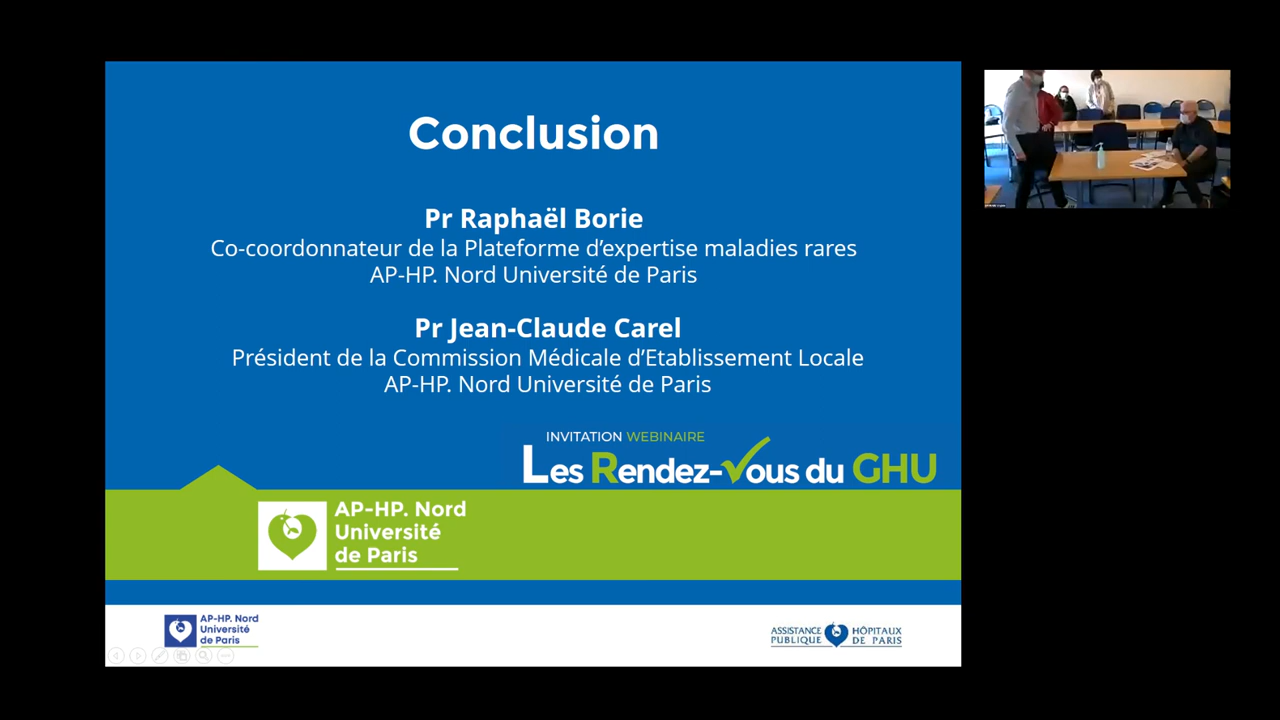 Conclusion
Pr Raphaël Borie
Co-coordonnateur de la Plateforme d’expertise maladies rares
AP-HP. Nord Université de Paris
Pr Jean-Claude Carel
Président de la Commission Médicale d’Etablissement Locale
AP-HP. Nord Université de Paris
INVITATION WEBINAIRE
Les Rendez-Vous du GHU
AP-HP. Nord
Université
de Paris
AP-HP. Nord
Université
de Paris
ASSISTANCE HÔPITAUX
PUBLIQUE DE PARIS